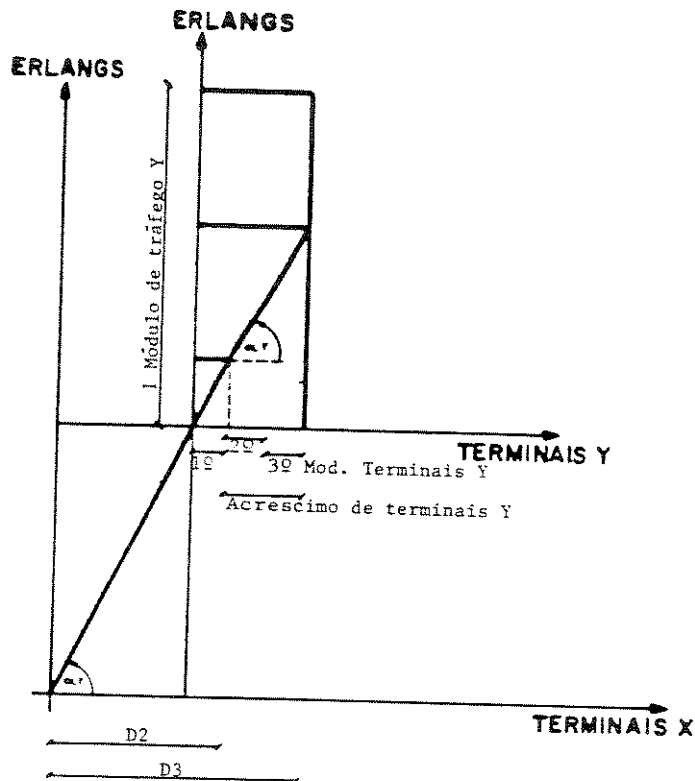 ERLANGS
ERLANGS
1 Módulo de tráfego Y
TERMINAIS Y
1º
2º
3º Mod. Terminais Y
Acrescimo de terminais Y
TERMINAIS X
D2
D3